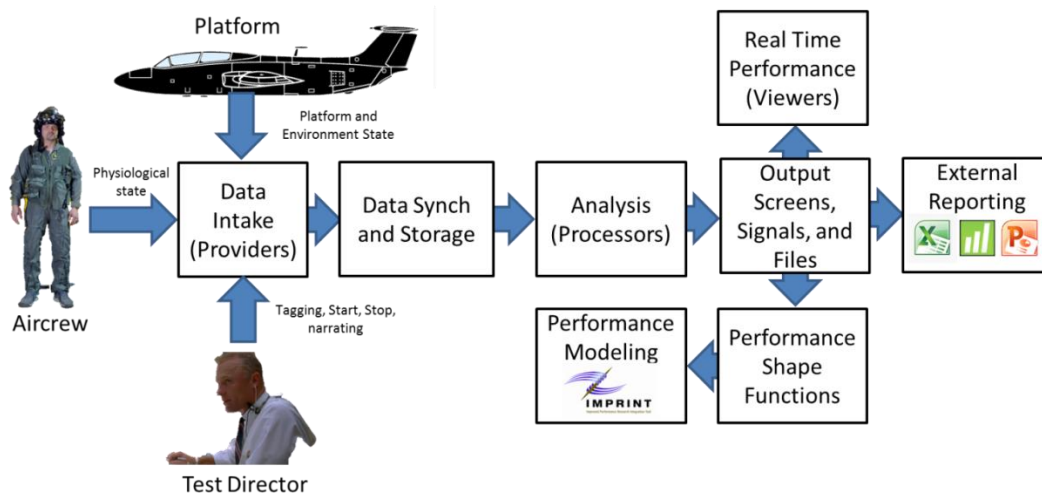 Platform
Platform and
Environment State
Physiological
state
Aircrew
Data
Intake
(Providers)
Tagging, Start, Stop,
narrating
Test Director
Data Synch
and Storage
Analysis
(Processors)
Output
Screens,
Signals, and
Files
Real Time
Performance
(Viewers)
External
Reporting
X
P
Performance
Shape
Functions
Performance
Modeling
IMPRINT